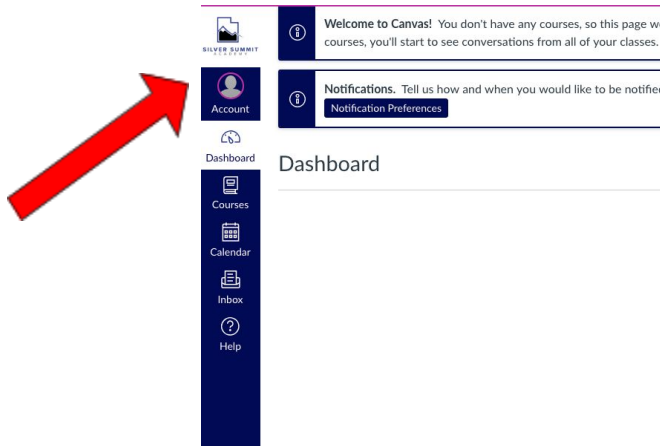 SILVER SUMMIT
ACADEMY
Account
Dashboard
Courses
Calendar
Inbox
Help
Welcome to Canvas! You don't have any courses, so this page w
courses, you'll start to see conversations from all of your classes.
Notifications. Tell us how and when you would like to be notifie
Notification Preferences
Dashboard